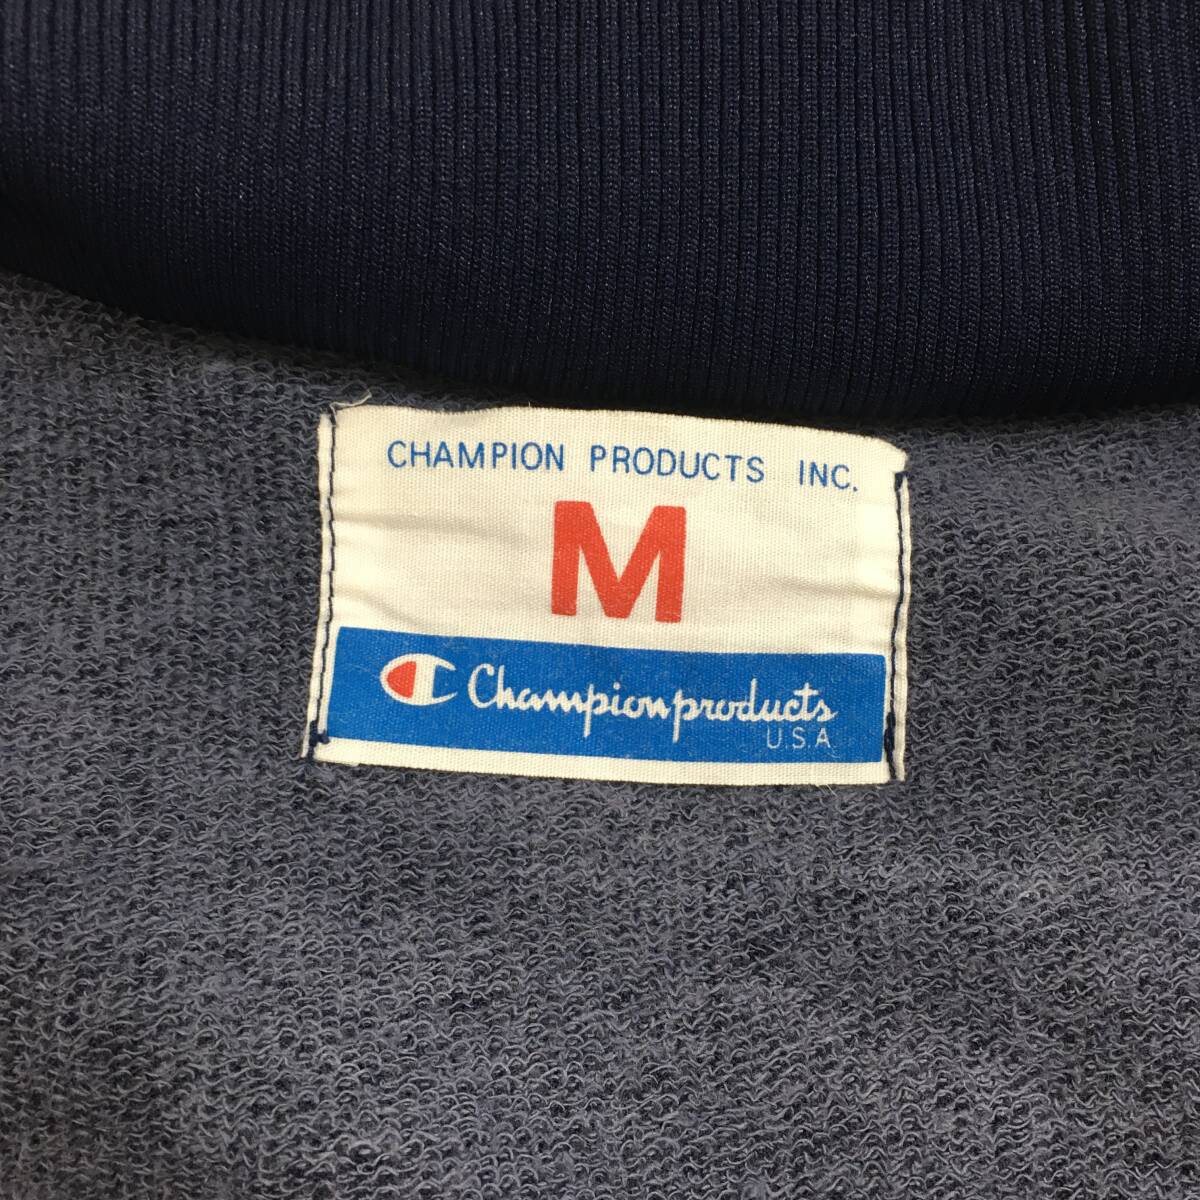 CHAMPION PRODUCTS INC.
M
Championproducts
U.S.A